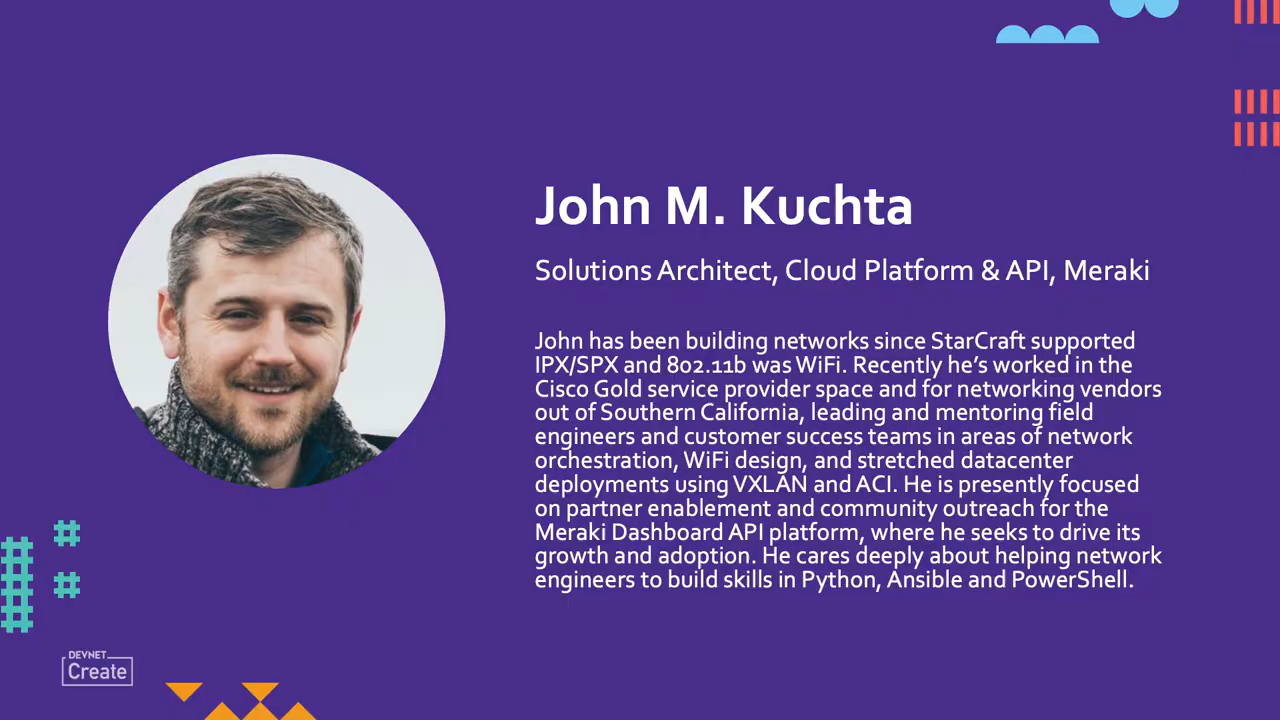 John M. Kuchta
Solutions Architect, Cloud Platform & API, Meraki
John has been building networks since StarCraft supported
IPX/SPX and 802.11b was WiFi. Recently he’s worked in the
Cisco Gold service provider space and for networking vendors
out of Southern California, leading and mentoring field
engineers and customer success teams in areas of network
orchestration, WiFi design, and stretched datacenter
deployments using VXLAN and ACI. He is presently focused
on partner enablement and community outreach for the
Meraki Dashboard API platform, where he seeks to drive its
growth and adoption. He cares deeply about helping network
engineers to build skills in Python, Ansible and PowerShell.
DEVNET
Create